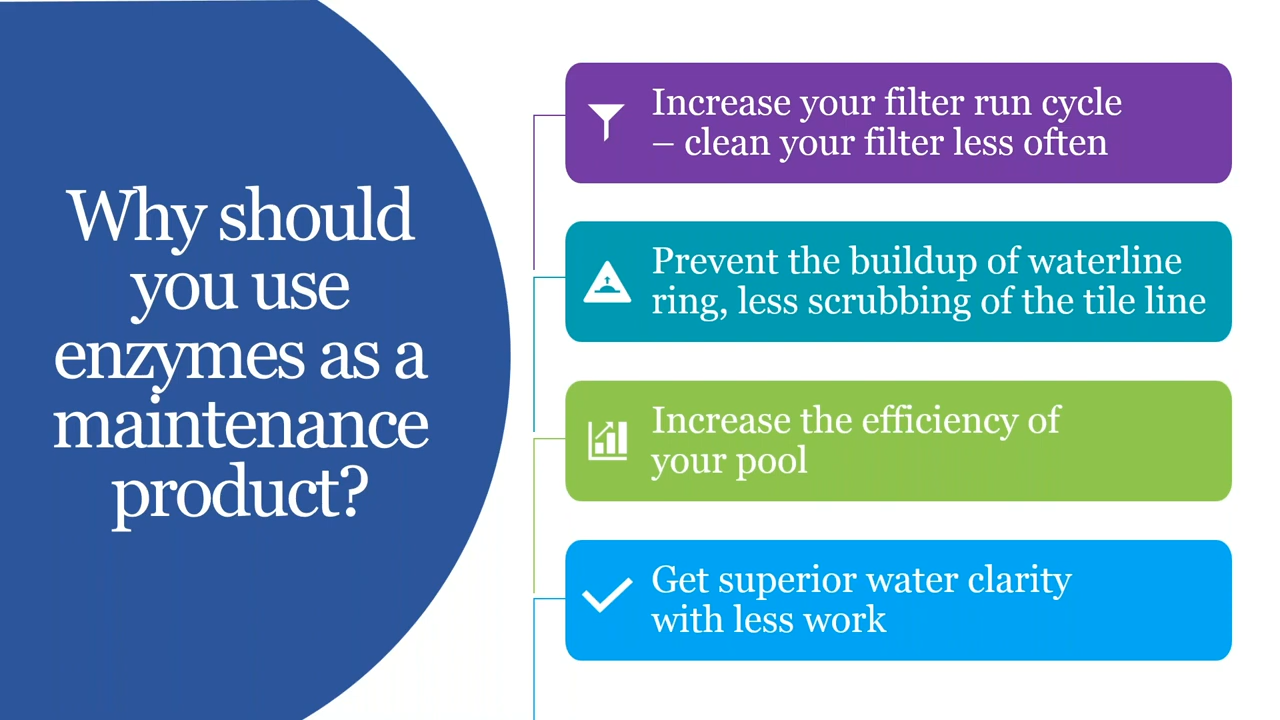 Why should
you use
enzymes as a
maintenance
product?
Increase your filter run cycle
– clean your filter less often
Prevent the buildup of waterline
ring, less scrubbing of the tile line
Increase the efficiency of
your pool
Get superior water clarity
with less work